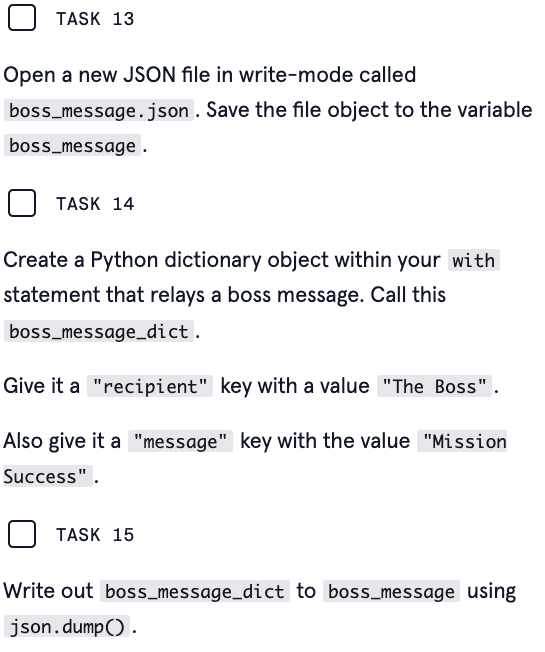 TASK 13
Open a new JSON file in write-mode called
boss_message.json. Save the file object to the variable
boss_message.
TASK 14
Create a Python dictionary object within your with
statement that relays a boss message. Call this
boss_message_dict.
Give it a "recipient" key with a value "The Boss".
Also give it a "message" key with the value "Mission
Success".
TASK 15
Write out boss_message_dict to boss_message using
json.dump().